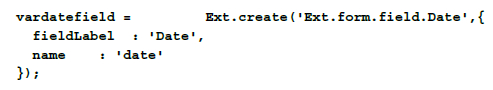 vardatefield =         Ext.create('Ext.form.field.Date',{
  fieldLabel  : 'Date',
  name    : 'date'
});